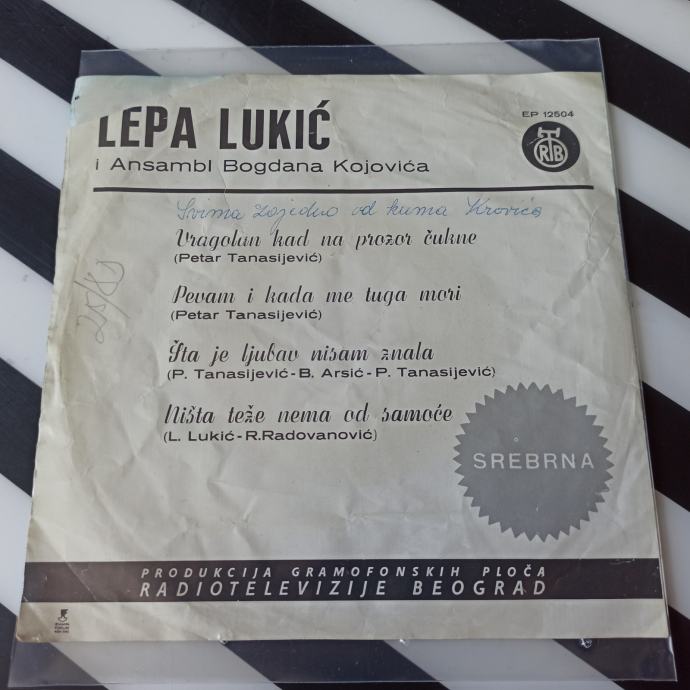 LEPA LUKIĆ
EP 12504
i Ansambl Bogdana Kojovića
RTB
Svima zajedno od kuma Krovića
Vragolan kad na prozor čukne
(Petar Tanasijević)
Pevam i kada me tuga mori
(Petar Tanasijević)
Šta je ljubav nisam znala
(P. Tanasijević-B. Arsić-P. Tanasijević)
Ništa teže nema od samoće
(L. Lukić-R.Radovanović)
SREBRNA
PRODUKCIJA GRAMOFONSKIH PLOČA
RADIOTELEVIZIJE BEOGRAD